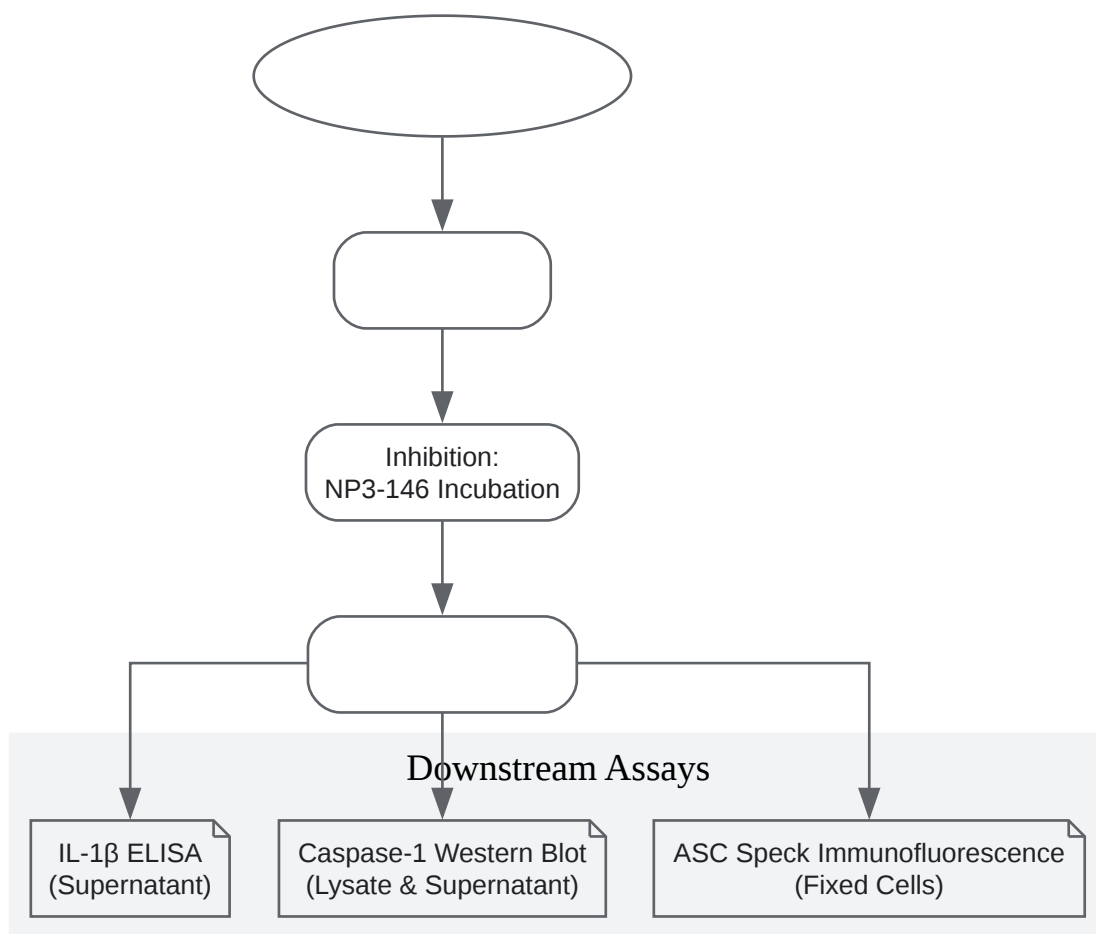 Inhibition:
NP3-146 Incubation
Downstream Assays
IL-1β ELISA
(Supernatant)
Caspase-1 Western Blot
(Lysate & Supernatant)
ASC Speck Immunofluorescence
(Fixed Cells)